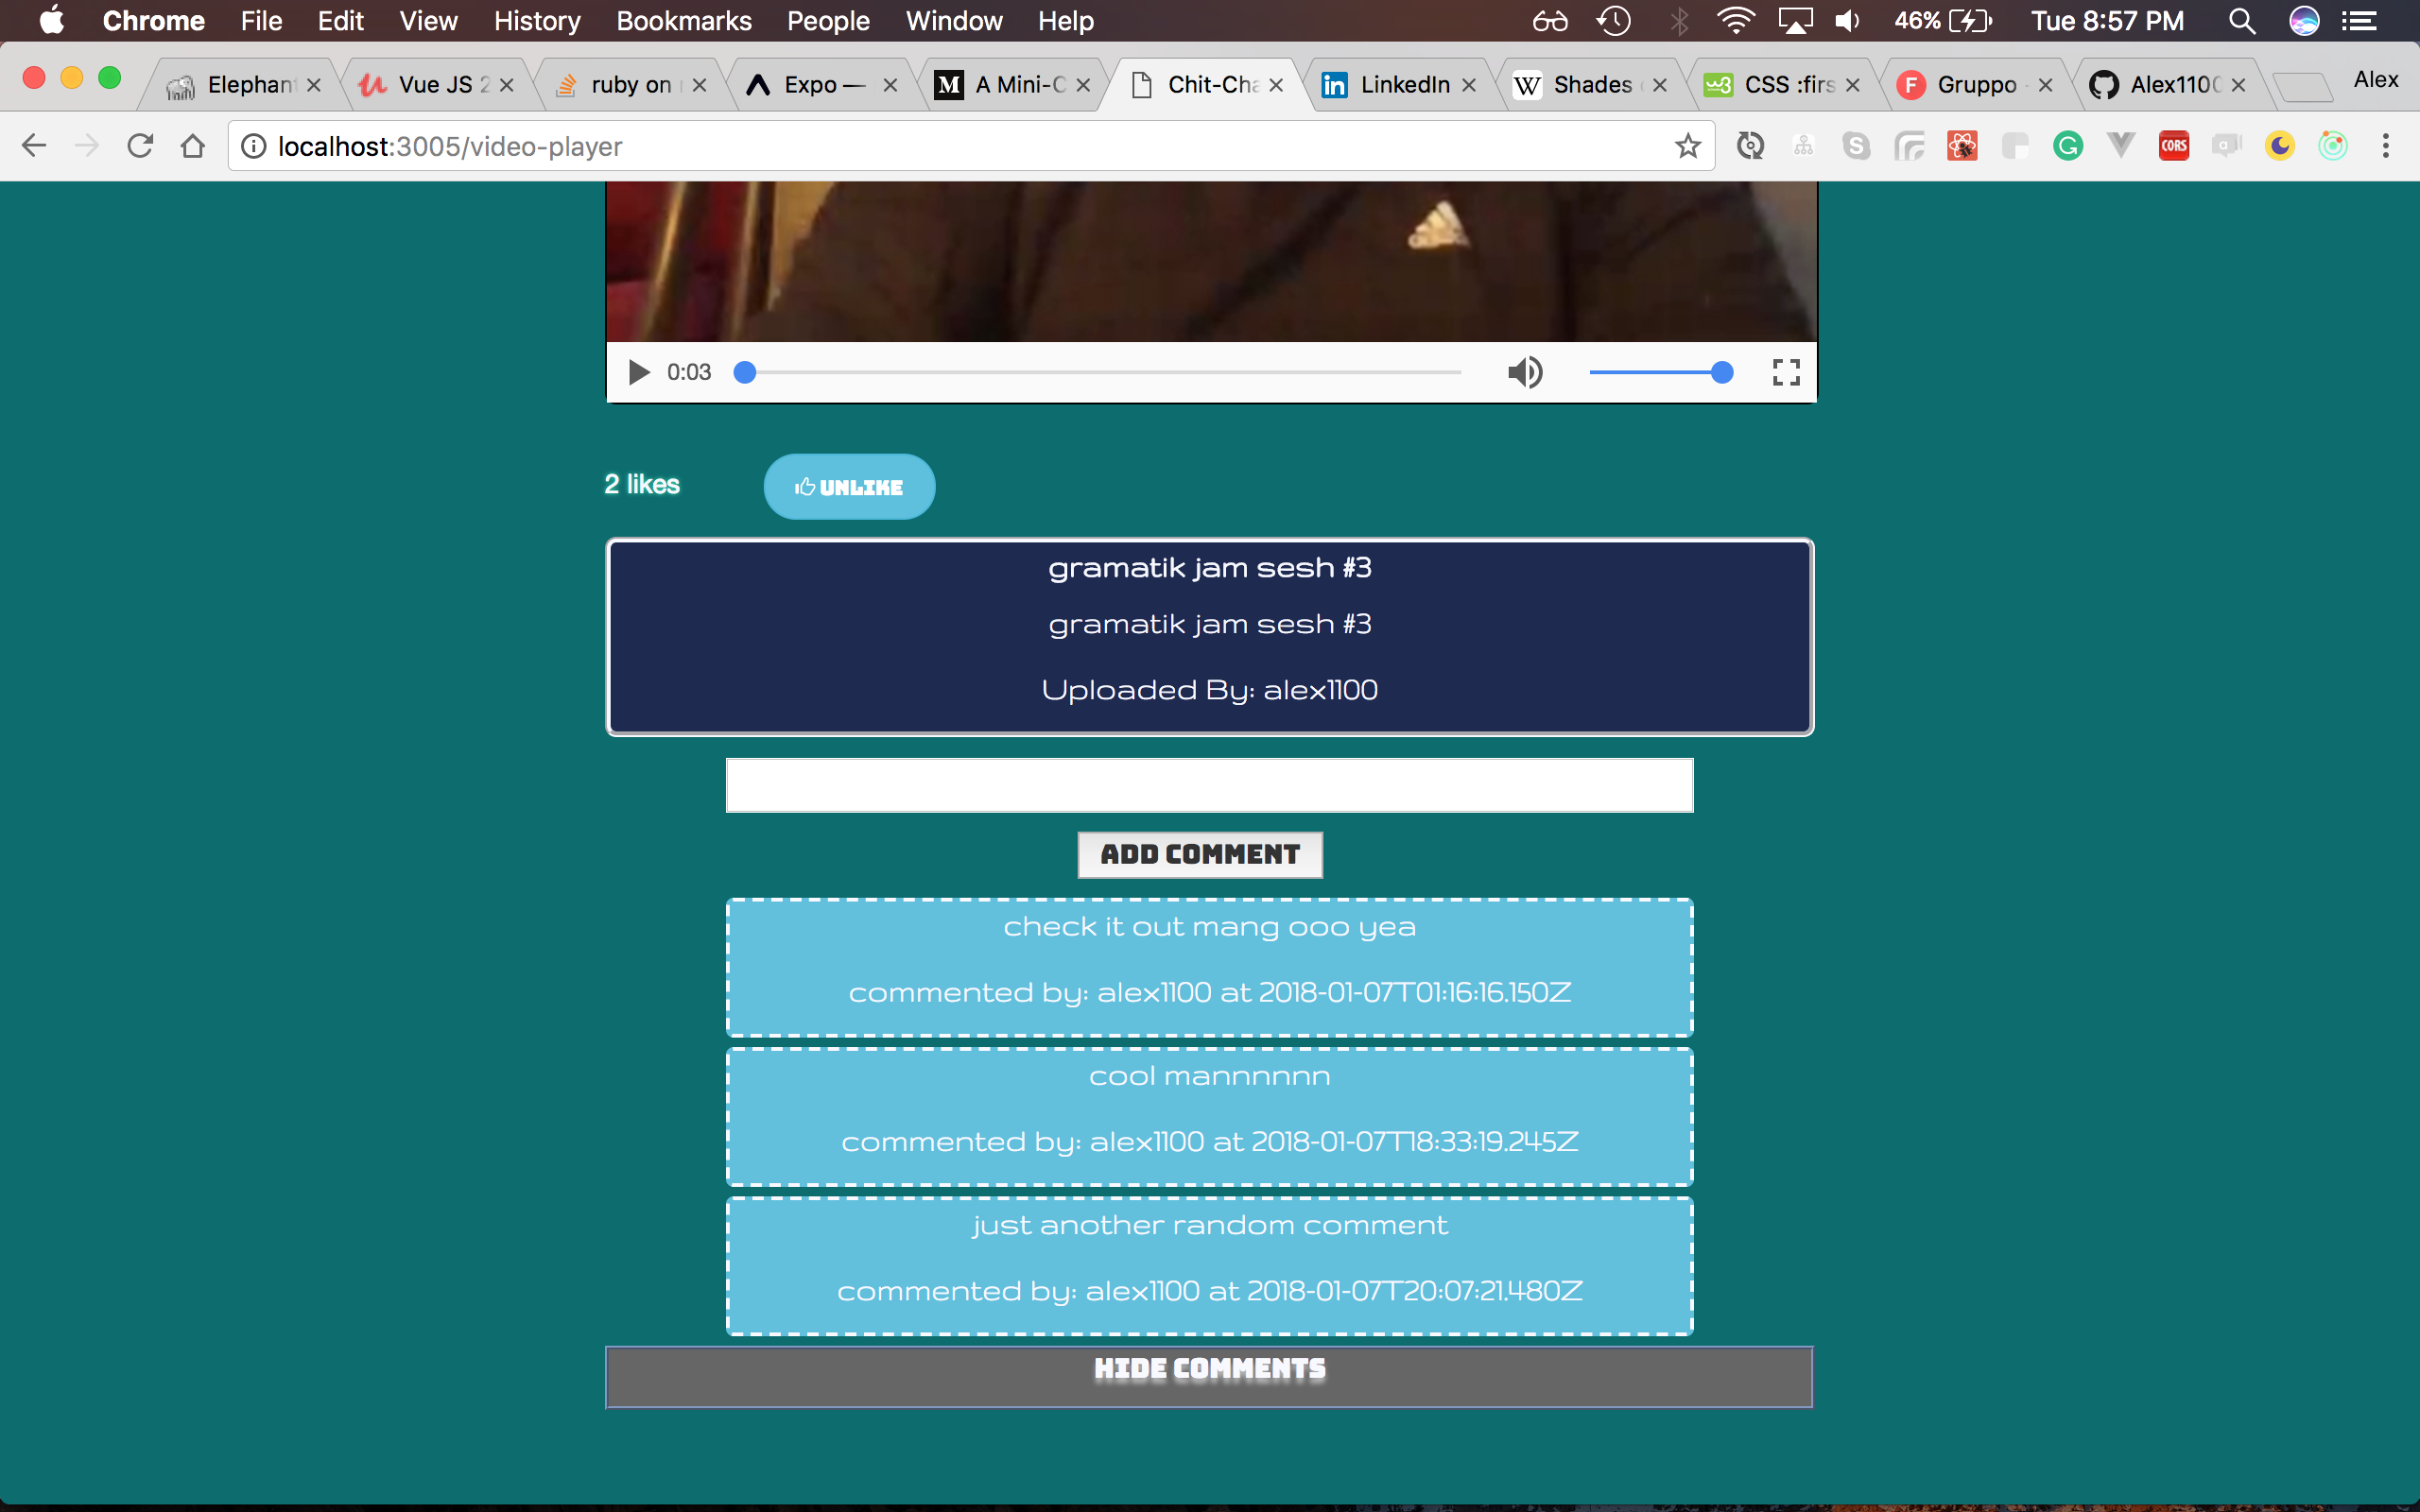 Chrome File Edit View History Bookmarks People Window Help 46% Tue 8:57 PM
Elephant Vue JS 2 ruby on r Expo — A Mini-C Chit-Cha LinkedIn Shades CSS :firs Gruppo Alex1100 Alex
localhost:3005/video-player
0:03
2 likes UNLIKE
gramatik jam sesh #3
gramatik jam sesh #3
Uploaded By: alex1100
ADD COMMENT
check it out mang ooo yea
commented by: alex1100 at 2018-01-07T01:16:16.150Z
cool mannnnnn
commented by: alex1100 at 2018-01-07T18:33:19.245Z
just another random comment
commented by: alex1100 at 2018-01-07T20:07:21.480Z
HIDE COMMENTS